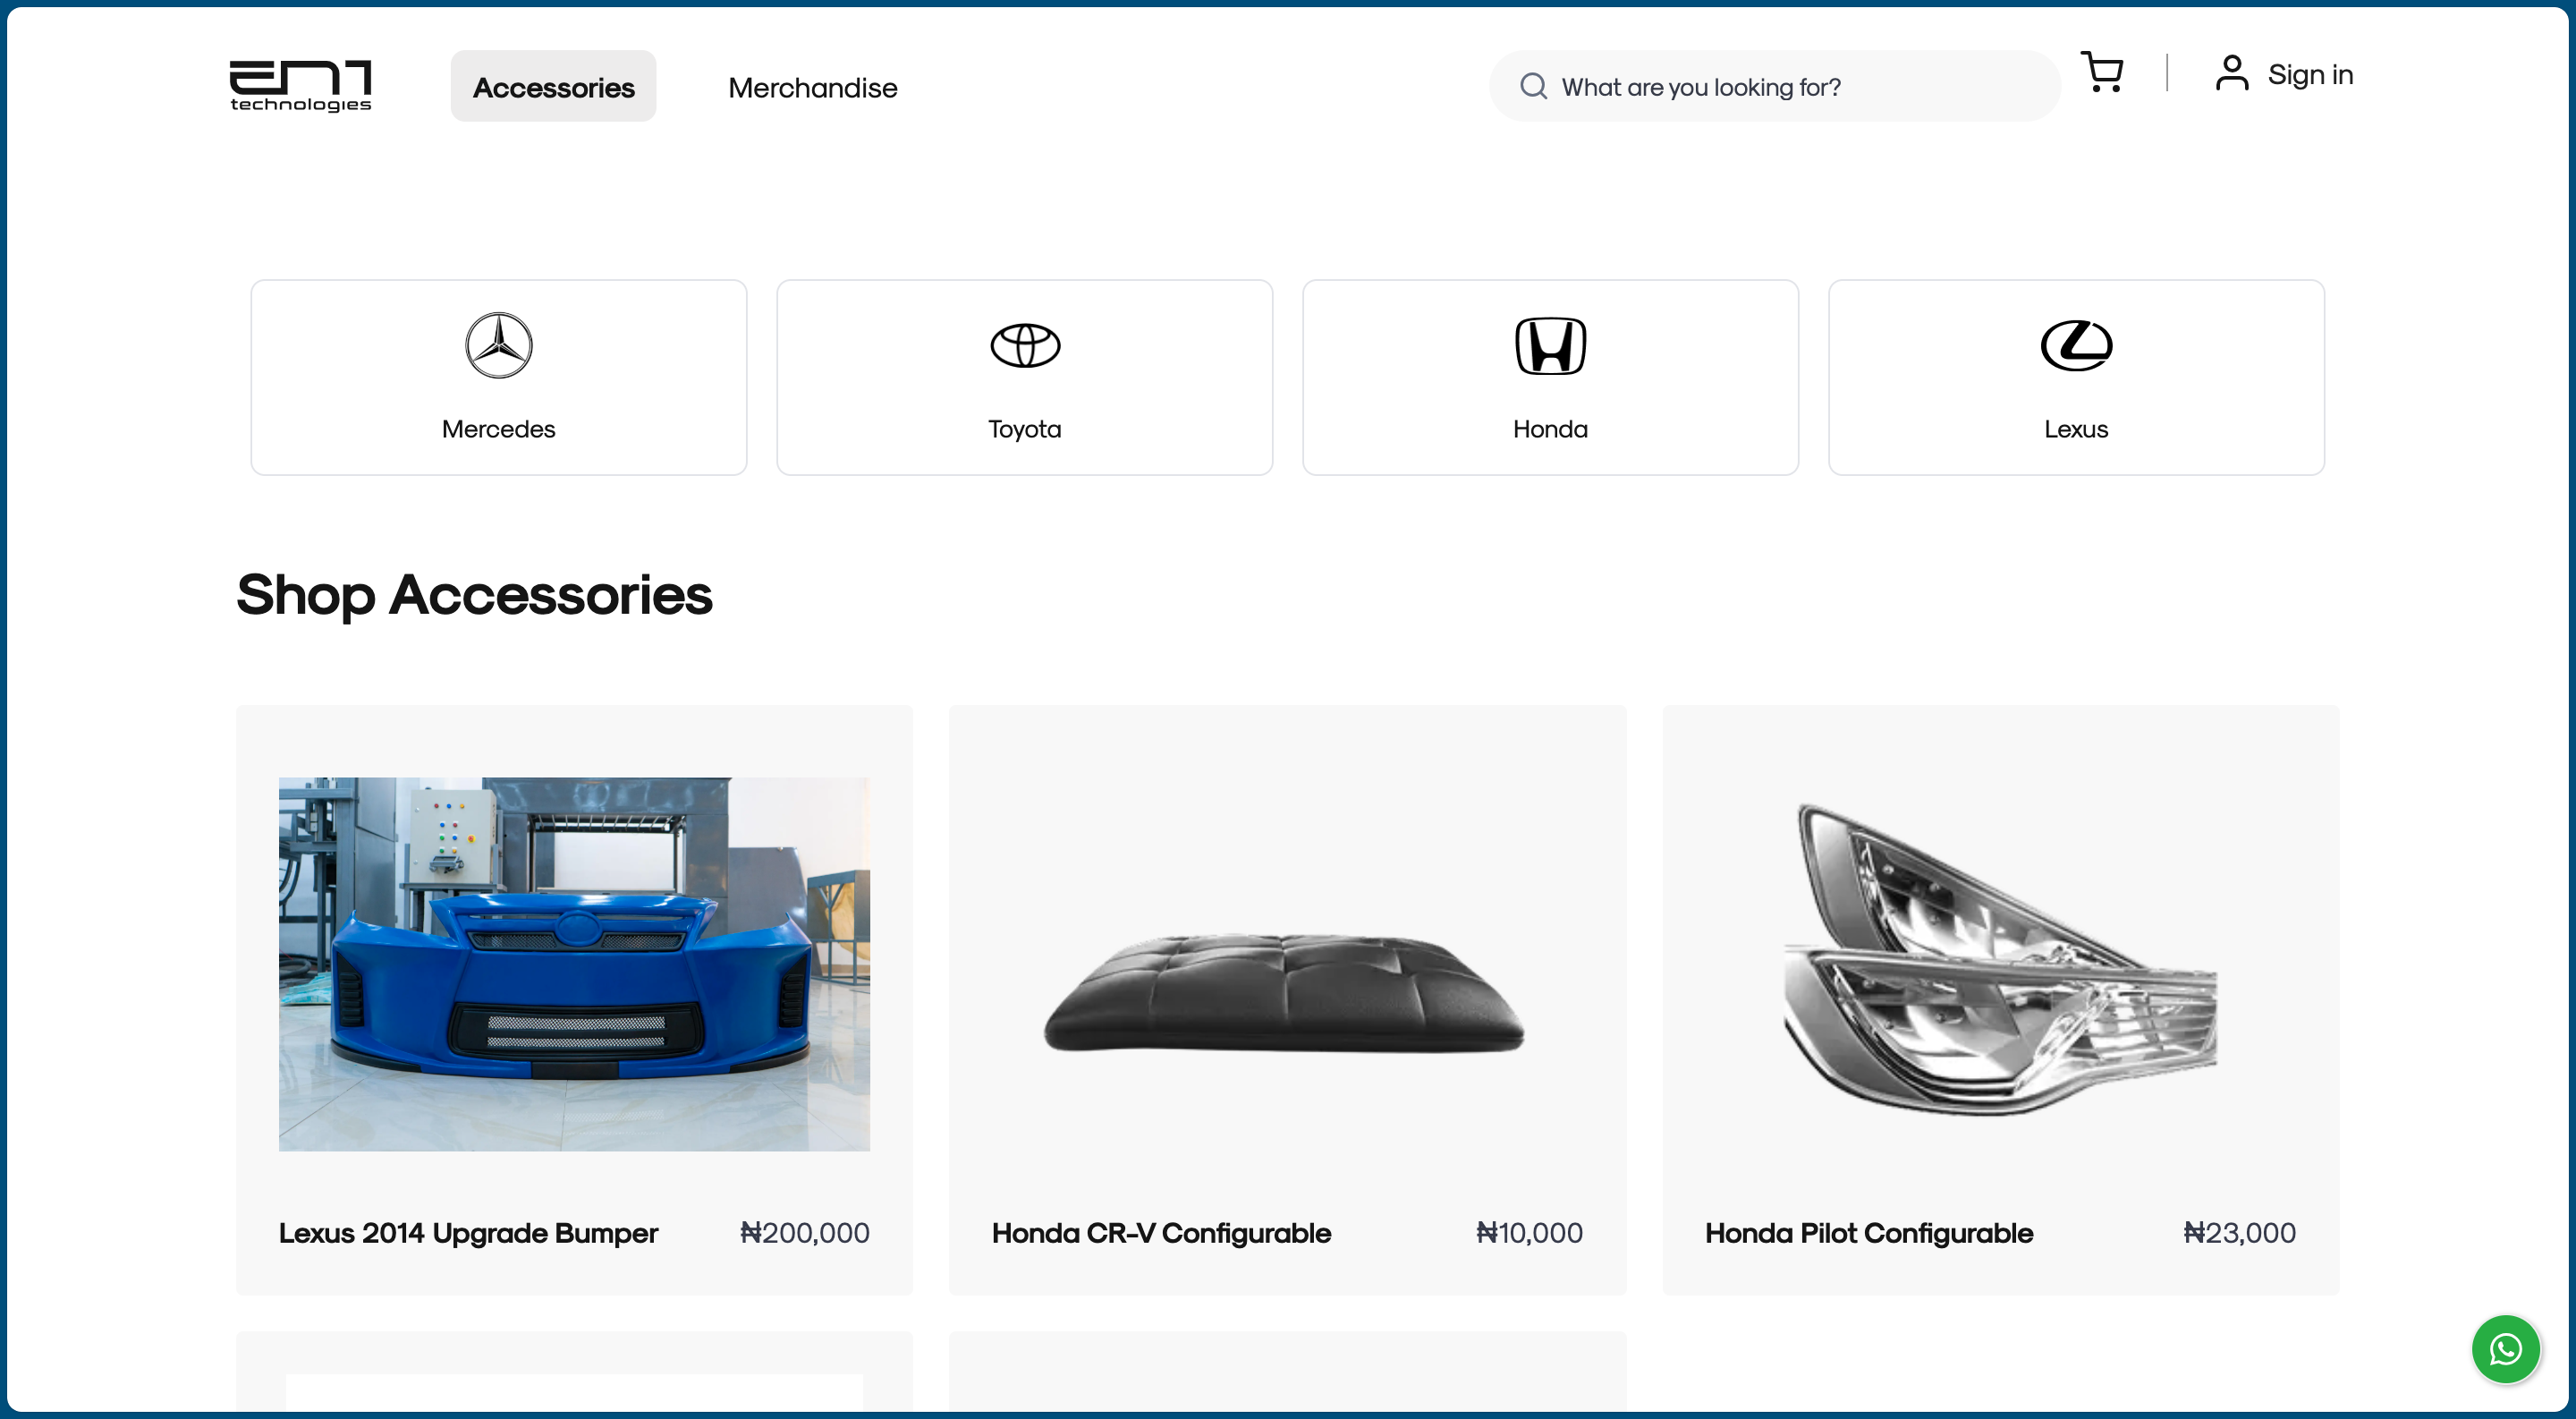 EM1
technologies
Accessories
Merchandise
What are you looking for?
Sign in
Mercedes
Toyota
Honda
Lexus
Shop Accessories
Lexus 2014 Upgrade Bumper
₦200,000
Honda CR-V Configurable
₦10,000
Honda Pilot Configurable
₦23,000